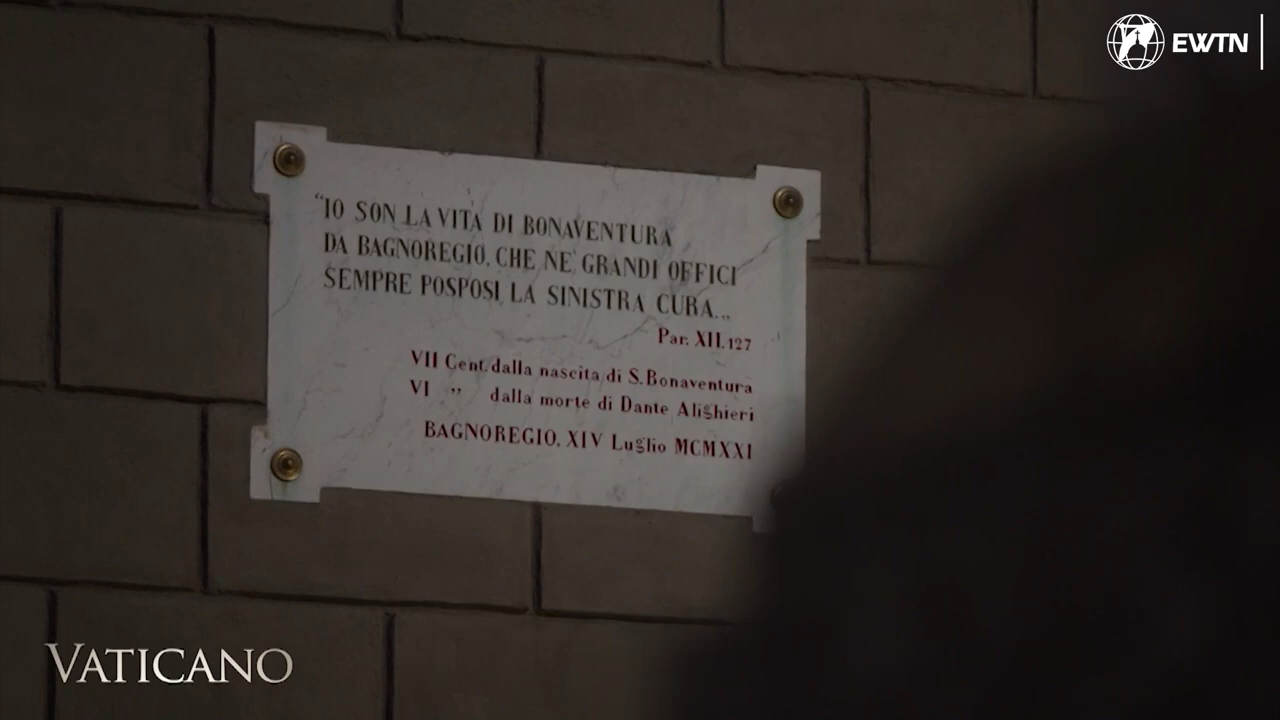 EWTN
"IO SON LA VITA DI BONAVENTURA
DA BAGNOREGIO, CHE NE' GRANDI OFFICI
SEMPRE POSPOSI LA SINISTRA CURA...
Par. XII. 127
VII Cent. dalla nascita di S. Bonaventura
VI " dalla morte di Dante Alighieri
BAGNOREGIO. XIV Luglio MCMXXI
VATICANO